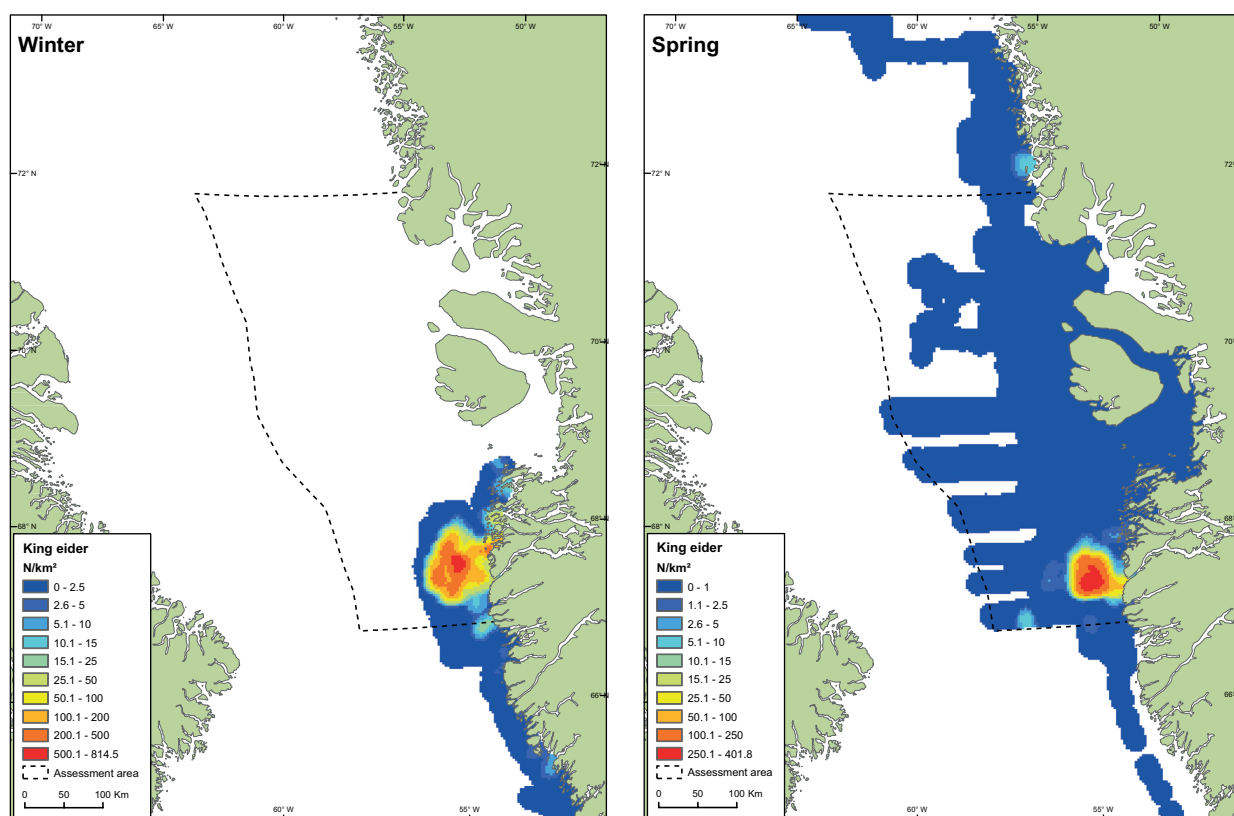 70° W
60° W
55° W
50° W
Winter
72° N
72° N
70° N
70° N
68° N
68° N
66° N
66° N
King eider
N/km²
0 - 2.5
2.6 - 5
5.1 - 10
10.1 - 15
15.1 - 25
25.1 - 50
50.1 - 100
100.1 - 200
200.1 - 500
500.1 - 814.5
Assessment area
0 50 100 Km
60° W
55° W
70° W
60° W
55° W
50° W
Spring
72° N
72° N
70° N
70° N
68° N
68° N
66° N
66° N
King eider
N/km²
0 - 1
1.1 - 2.5
2.6 - 5
5.1 - 10
10.1 - 15
15.1 - 25
25.1 - 50
50.1 - 100
100.1 - 250
250.1 - 401.8
Assessment area
0 50 100 Km
60° W
55° W